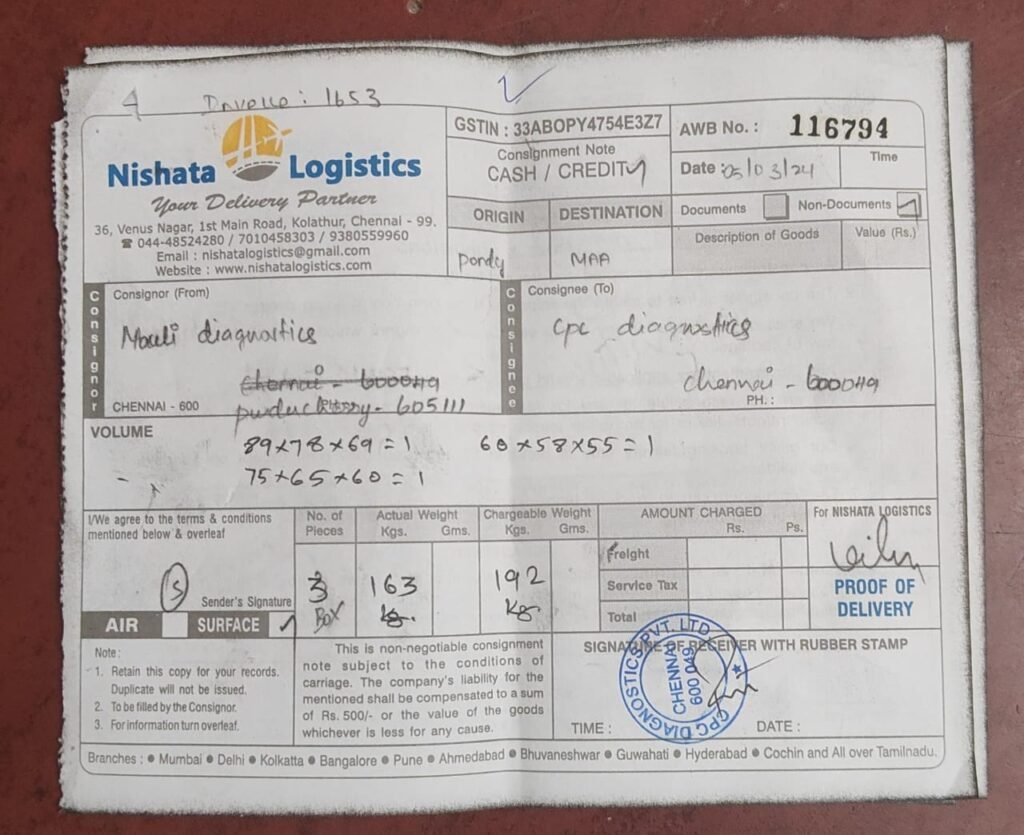 Invoice : 1653
Nishata Logistics
Your Delivery Partner
36, Venus Nagar, 1st Main Road, Kolathur, Chennai - 99.
☎ 044-48524280 / 7010458303 / 9380559960
Email : nishatalogistics@gmail.com
Website : www.nishatalogistics.com
GSTIN : 33ABOPY4754E3Z7
Consignment Note
CASH / CREDIT
ORIGIN DESTINATION
pondy MAA
AWB No. : 116794
Date : 05/03/24 Time
Documents Non-Documents
Description of Goods Value (Rs.)
Consignor
Consignor (From)
Mouli diagnostics
Chennai - 600049
CHENNAI - 600
605111
Consignee
Consignee (To)
Cpc diagnostics
chennai - 600049
PH. :
VOLUME
89x78x69 = 1 60x58x55 = 1
75x65x60 = 1
I/We agree to the terms & conditions
mentioned below & overleaf
Sender's Signature
AIR SURFACE
No. of Pieces
3 Box
Actual Weight
Kgs. Gms.
163
kg.
Chargeable Weight
Kgs. Gms.
192
kg.
AMOUNT CHARGED
Rs. Ps.
Freight
Service Tax
Total
For NISHATA LOGISTICS
PROOF OF
DELIVERY
Note :
1. Retain this copy for your records.
Duplicate will not be issued.
2. To be filled by the Consignor.
3. For information turn overleaf.
This is non-negotiable consignment
note subject to the conditions of
carriage. The company's liability for the
mentioned shall be compensated to a sum
of Rs. 500/- or the value of the goods
whichever is less for any cause.
SIGNATURE OF RECEIVER WITH RUBBER STAMP
CPC DIAGNOSTICS PVT. LTD.
CHENNAI
600 049
TIME : DATE :
Branches : ● Mumbai ● Delhi ● Kolkatta ● Bangalore ● Pune ● Ahmedabad ● Bhuvaneshwar ● Guwahati ● Hyderabad ● Cochin and All over Tamilnadu.